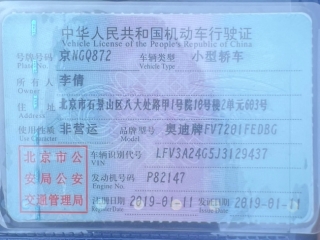 中华人民共和国机动车行驶证
Vehicle License of the People's Republic of China
号牌号码 京NGQ872 车辆类型 小型轿车
Plate No. Vehicle Type
所有人 李倩
Owner
住址 北京市石景山区八大处路甲1号院10号楼2单元603号
Address
使用性质 非营运 品牌型号 奥迪牌FV7201FEDBG
Use Character Model
北京市公安局公安交通管理局
车辆识别代号 LFV3A24G5J3129437
VIN
发动机号码 P82147
Engine No.
注册日期 2019-01-11 发证日期 2019-01-11